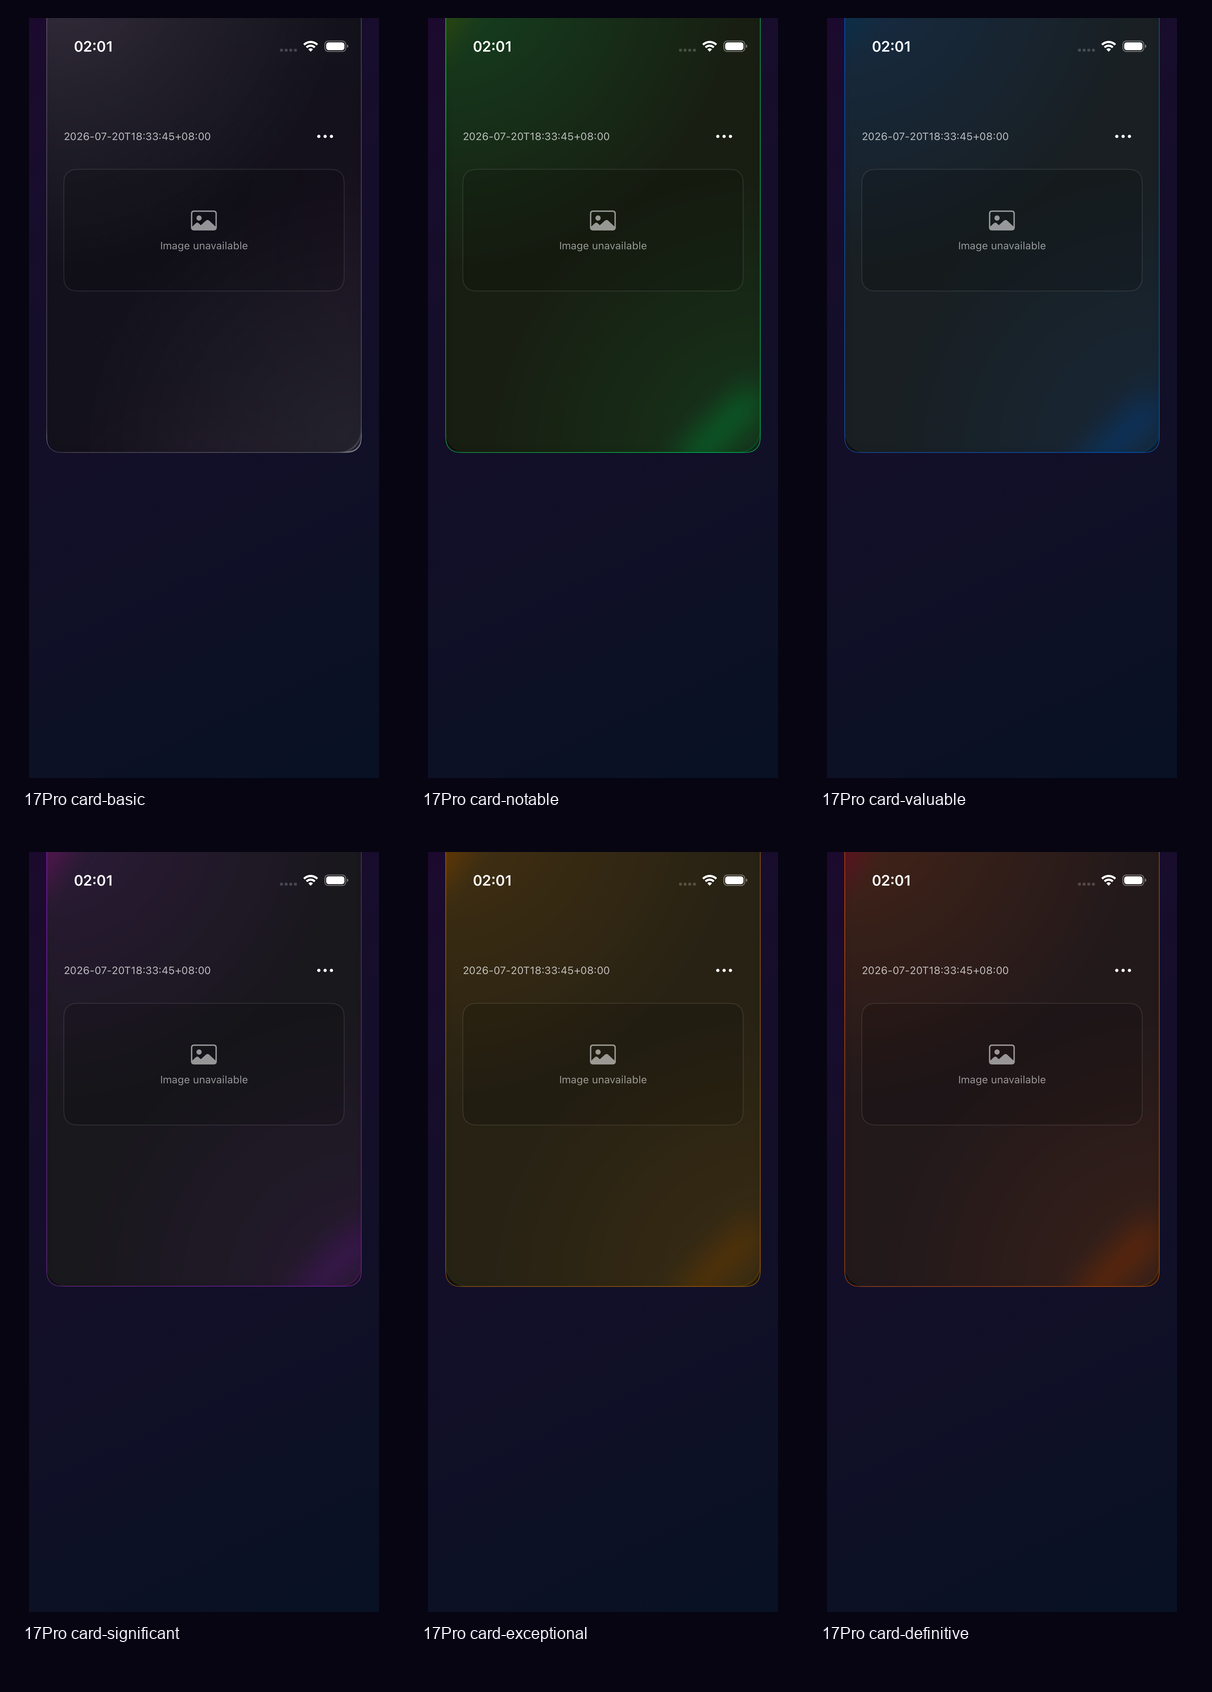 02:01
2026-07-20T18:33:45+08:00
Image unavailable
17Pro card-basic
02:01
2026-07-20T18:33:45+08:00
Image unavailable
17Pro card-notable
02:01
2026-07-20T18:33:45+08:00
Image unavailable
17Pro card-valuable
02:01
2026-07-20T18:33:45+08:00
Image unavailable
17Pro card-significant
02:01
2026-07-20T18:33:45+08:00
Image unavailable
17Pro card-exceptional
02:01
2026-07-20T18:33:45+08:00
Image unavailable
17Pro card-definitive